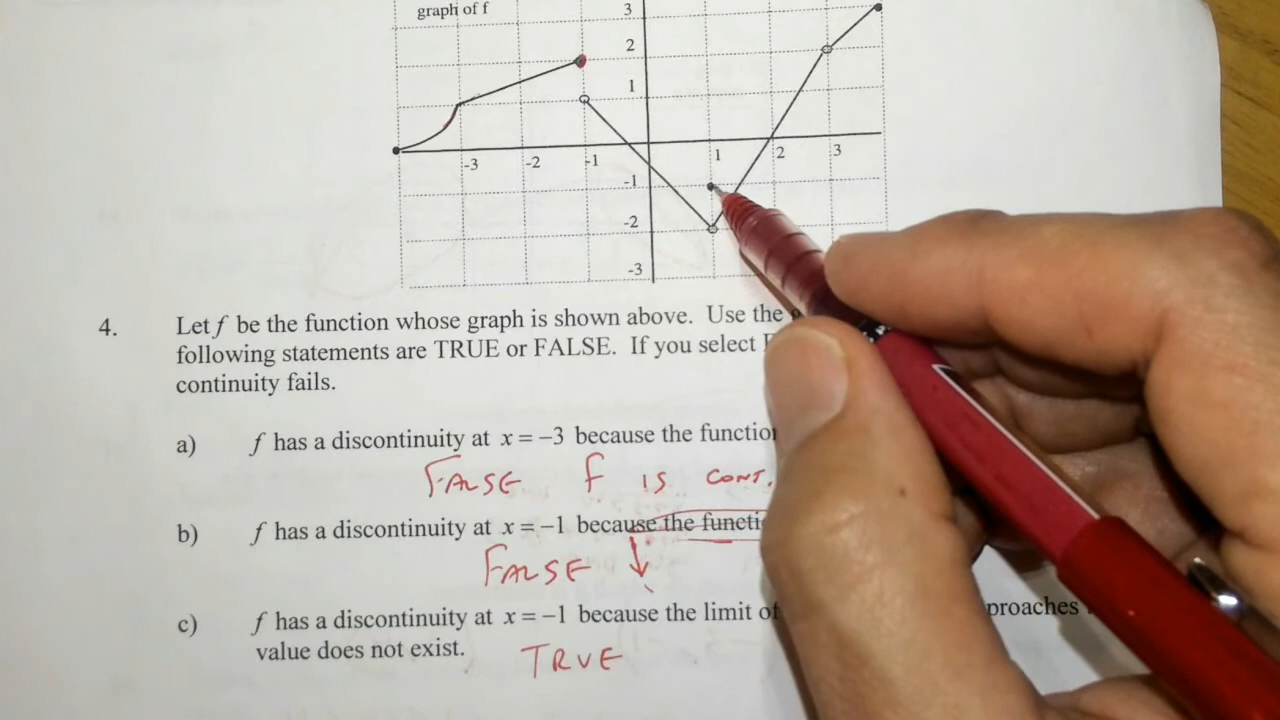 graph of f
3
2
1
-3 -2 -1 1 2 3
-1
-2
-3
4. Let f be the function whose graph is shown above. Use the
following statements are TRUE or FALSE. If you select
continuity fails.
a) f has a discontinuity at x = −3 because the
FALSE f IS CONT.
b) f has a discontinuity at x = −1 because the
FALSE ↓
c) f has a discontinuity at x = −1 because the limit of
value does not exist. TRUE